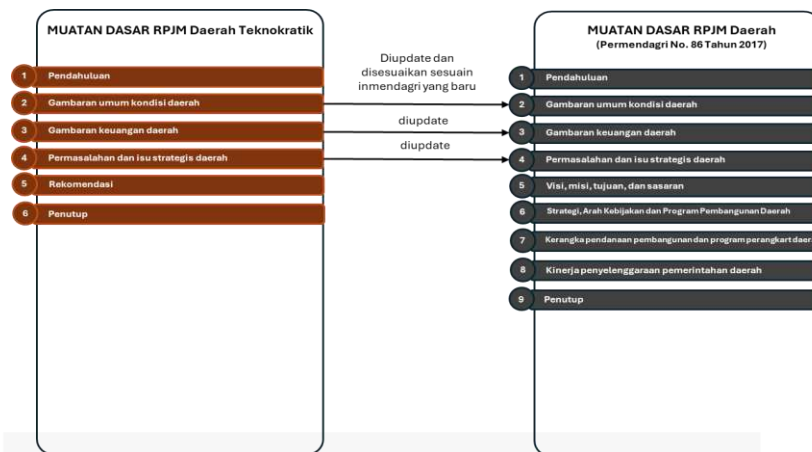 MUATAN DASAR RPJM Daerah Teknokratik
1 Pendahuluan
2 Gambaran umum kondisi daerah
3 Gambaran keuangan daerah
4 Permasalahan dan isu strategis daerah
5 Rekomendasi
6 Penutup
Diupdate dan
disesuaikan sesuain
inmendagri yang baru
diupdate
diupdate
MUATAN DASAR RPJM Daerah
(Permendagri No. 86 Tahun 2017)
1 Pendahuluan
2 Gambaran umum kondisi daerah
3 Gambaran keuangan daerah
4 Permasalahan dan isu strategis daerah
5 Visi, misi, tujuan, dan sasaran
6 Strategi, Arah Kebijakan dan Program Pembangunan Daerah
7 Kerangka pendanaan pembangunan dan program perangkart daera
8 Kinerja penyelenggaraan pemerintahan daerah
9 Penutup